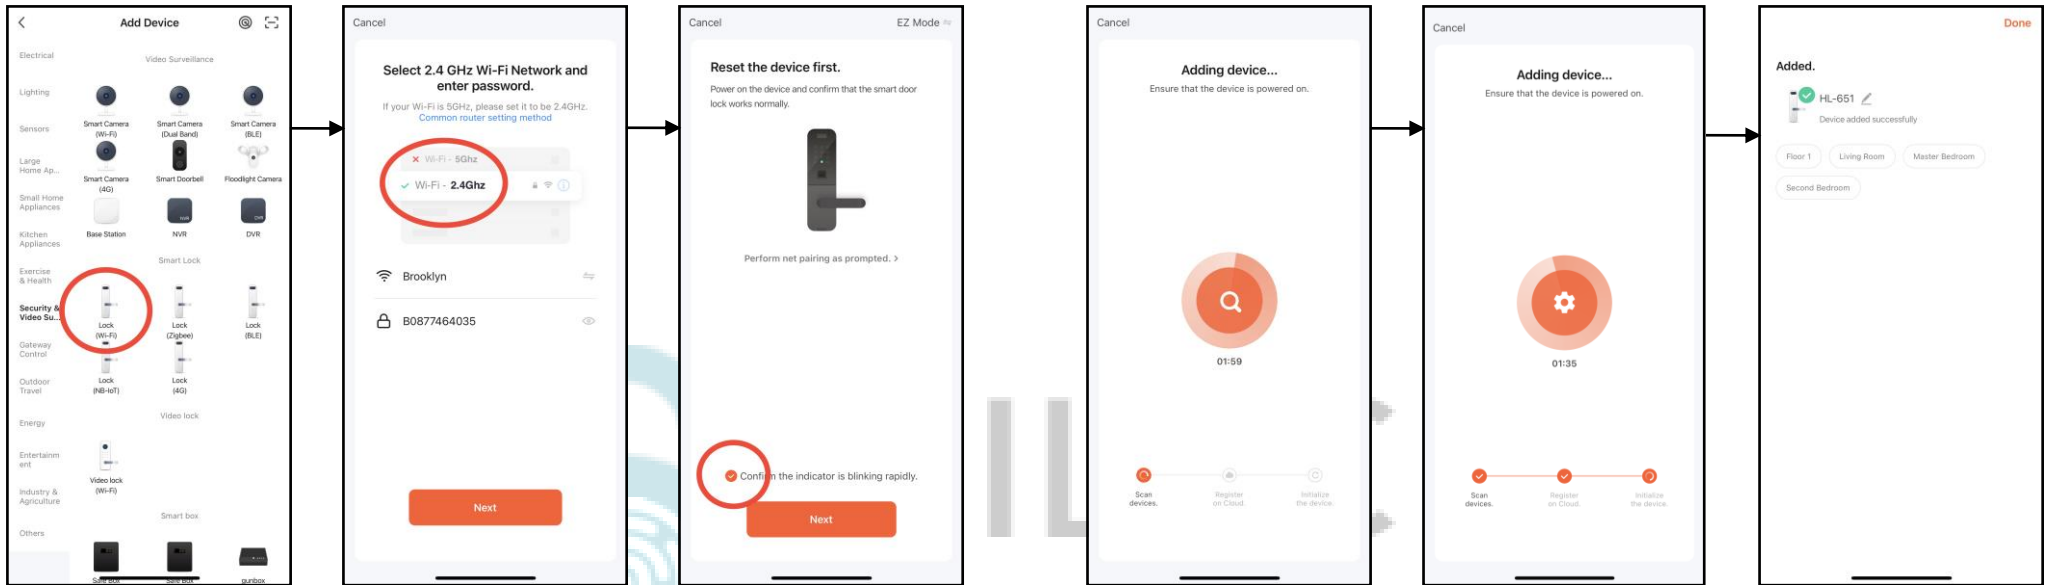 Add Device
Electrical
Lighting
Sensors
Large
Home Ap...
Small Home
Appliances
Kitchen
Appliances
Exercise
& Health
Security &
Video Su...
Gateway
Control
Outdoor
Travel
Energy
Entertainm
ent
Industry &
Agriculture
Others
Video Surveillance
Smart Camera
(Wi-Fi)
Smart Camera
(Dual Band)
Smart Camera
(BLE)
Smart Camera
(4G)
Smart Doorbell
Floodlight Camera
Base Station
NVR
NVR
DVR
DVR
Smart Lock
Lock
(Wi-Fi)
Lock
(Zigbee)
Lock
(BLE)
Lock
(NB-IoT)
Lock
(4G)
Video lock
Video lock
(Wi-Fi)
Smart box
Safe Box
Safe Box
gunbox
Cancel
Select 2.4 GHz Wi-Fi Network and
enter password.
If your Wi-Fi is 5GHz, please set it to be 2.4GHz.
Common router setting method
Wi-Fi - 5Ghz
Wi-Fi - 2.4Ghz
Brooklyn
B0877464035
Next
Cancel
EZ Mode
Reset the device first.
Power on the device and confirm that the smart door
lock works normally.
Perform net pairing as prompted. >
Confirm the indicator is blinking rapidly.
Next
Cancel
Adding device...
Ensure that the device is powered on.
01:59
Scan
devices.
Register
on Cloud.
Initialize
the device.
Cancel
Adding device...
Ensure that the device is powered on.
01:35
Scan
devices.
Register
on Cloud.
Initialize
the device.
Done
Added.
HL-651
Device added successfully
Floor 1
Living Room
Master Bedroom
Second Bedroom